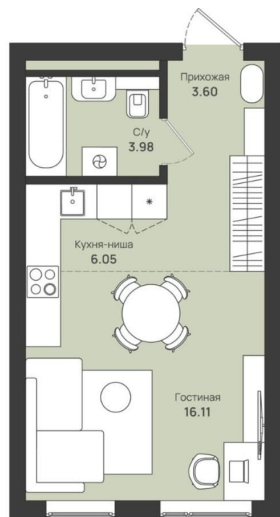 Прихожая
3.60
С/у
3.98
Кухня-ниша
6.05
Гостиная
16.11